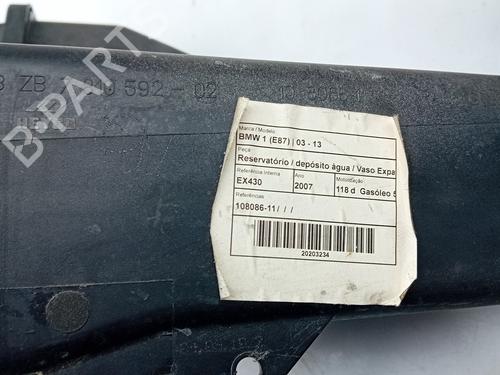 ZB 592-02
Marca / Modelo
BMW 1 (E87) | 03 - 13
Peça
Reservatório / depósito água / Vaso Expa
Referência Interna Ano Motorização
EX430 2007 118 d Gasóleo 5
Referências
108086-11 / / /
20203234